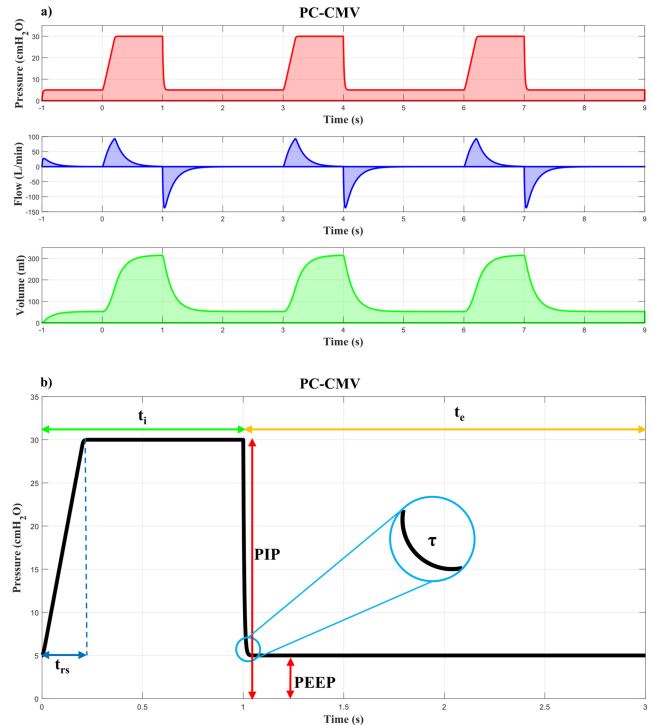 a)
PC-CMV
Pressure (cmH2O)
30
20
10
0
-1 0 1 2 3 4 5 6 7 8 9
Time (s)
Flow (L/min)
100
50
0
-50
-100
-150
-1 0 1 2 3 4 5 6 7 8 9
Time (s)
Volume (ml)
300
200
100
0
-1 0 1 2 3 4 5 6 7 8 9
Time (s)
b)
PC-CMV
Pressure (cmH2O)
35
30
25
20
15
10
5
0
ti
te
PIP
τ
trs
PEEP
0 0.5 1 1.5 2 2.5 3
Time (s)